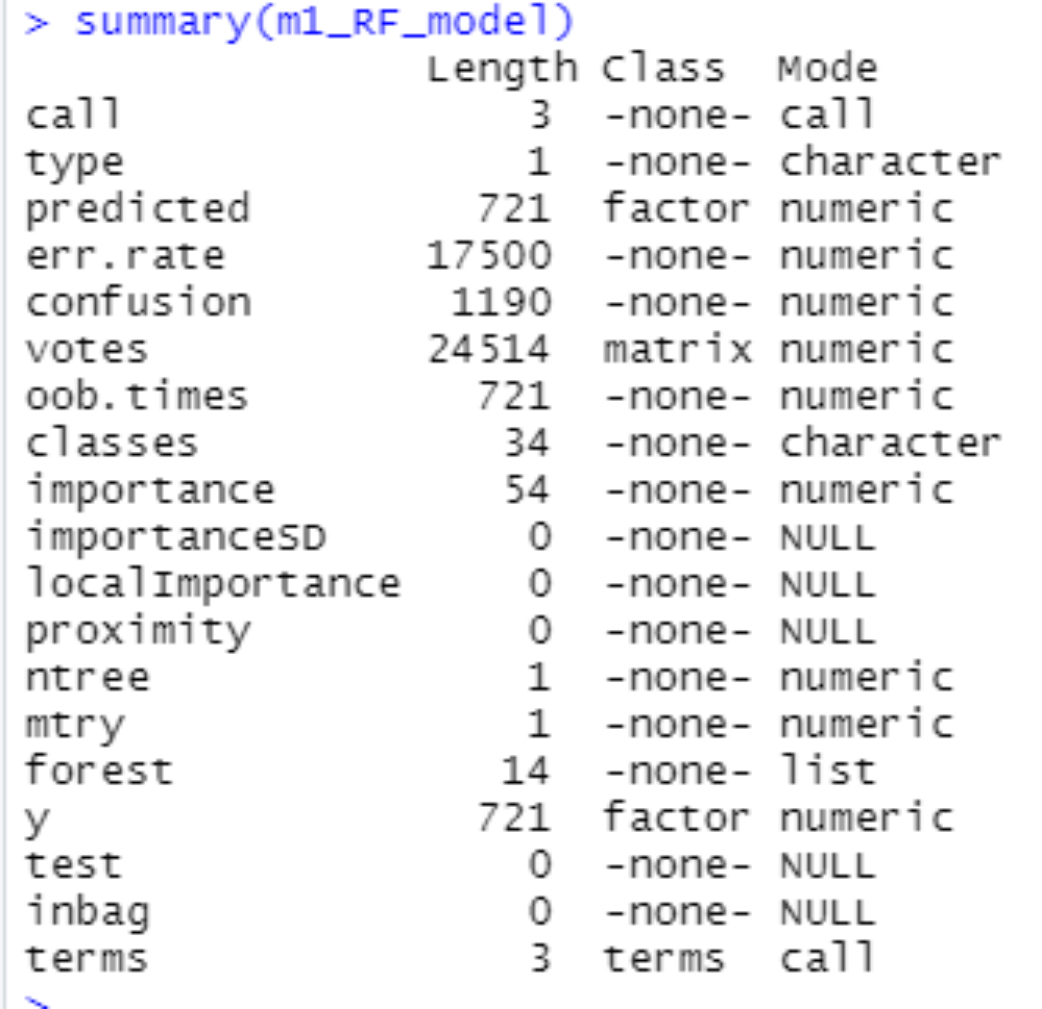 > summary(m1_RF_model)
                Length Class  Mode
call                3  -none- call
type                1  -none- character
predicted         721  factor numeric
err.rate        17500  -none- numeric
confusion        1190  -none- numeric
votes           24514  matrix numeric
oob.times         721  -none- numeric
classes            34  -none- character
importance         54  -none- numeric
importanceSD        0  -none- NULL
localImportance     0  -none- NULL
proximity           0  -none- NULL
ntree               1  -none- numeric
mtry                1  -none- numeric
forest             14  -none- list
y                 721  factor numeric
test                0  -none- NULL
inbag               0  -none- NULL
terms               3  terms  call
>